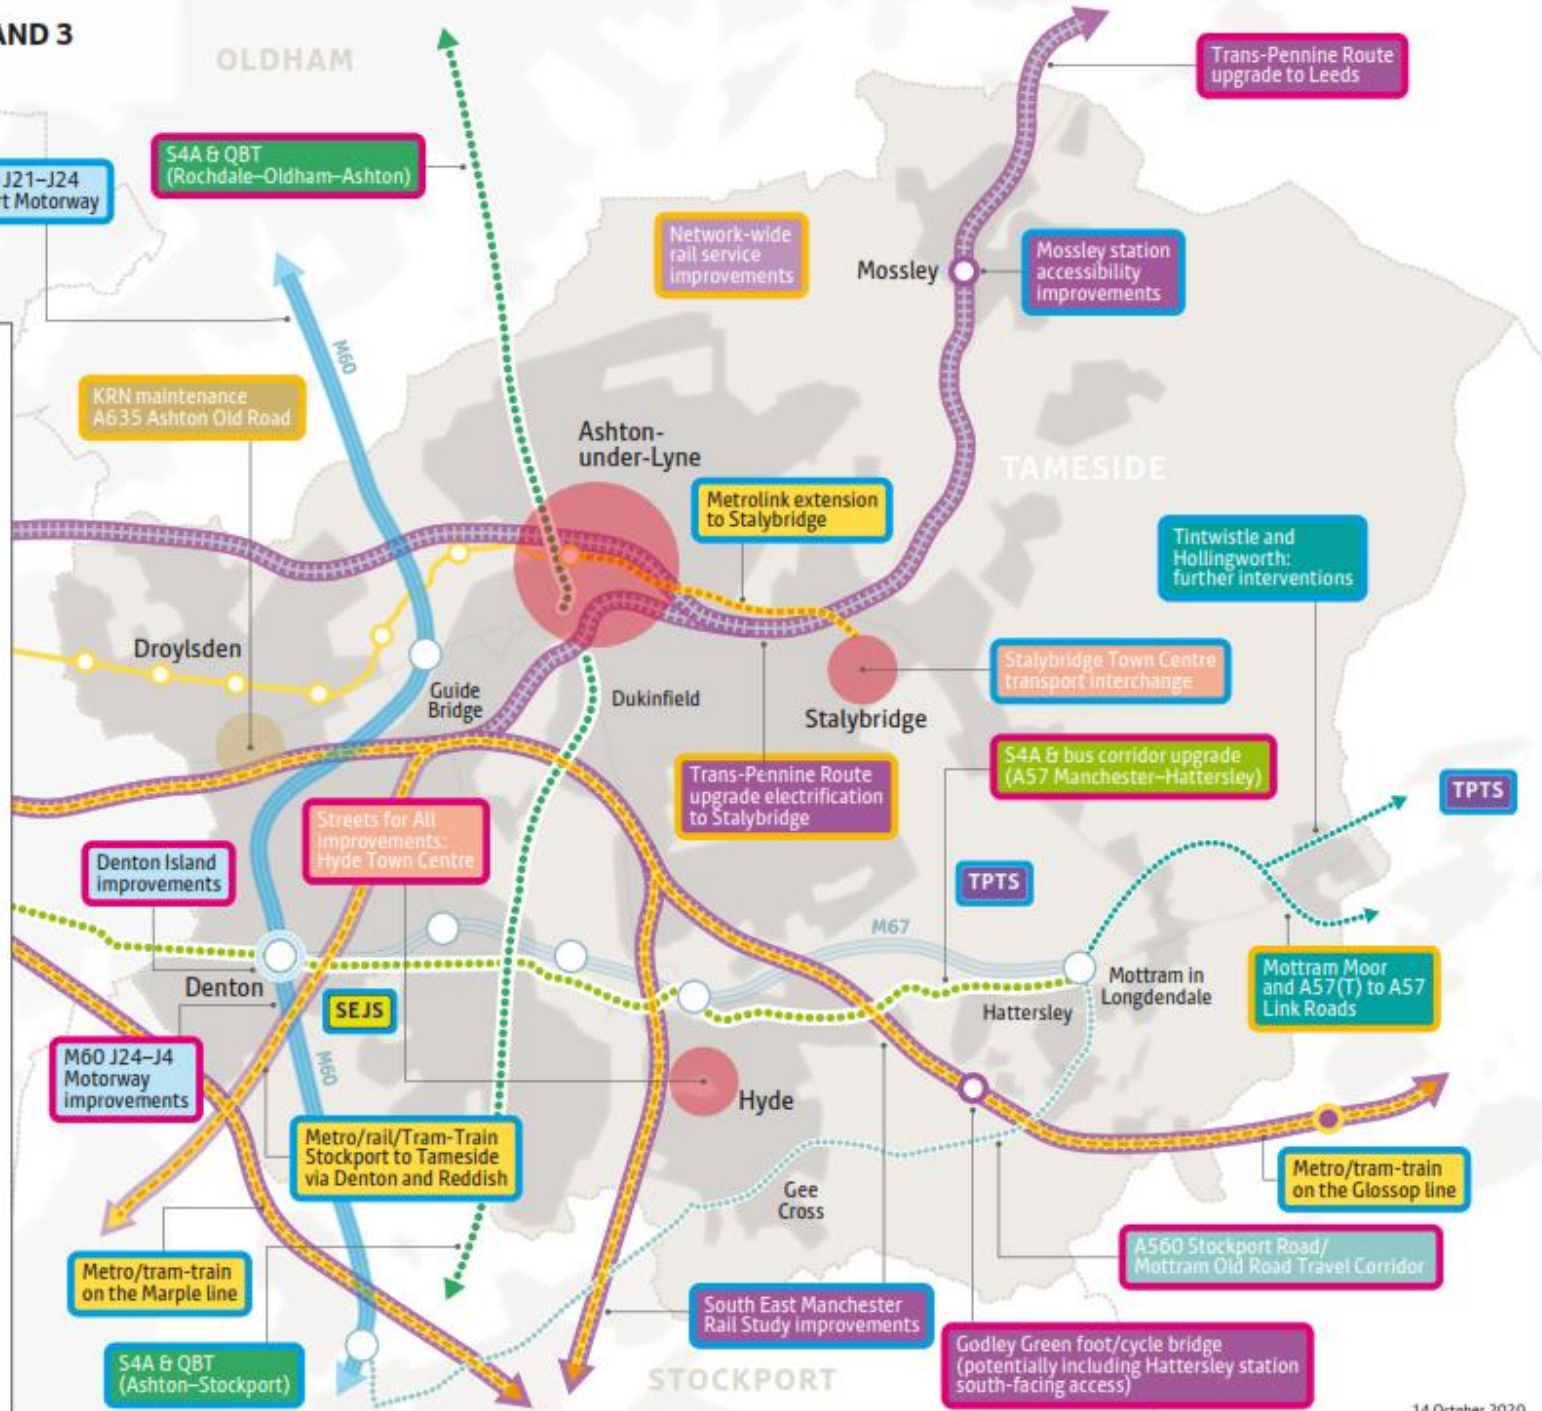 AND 3
OLDHAM
Trans-Pennine Route
upgrade to Leeds
S4A & QBT
(Rochdale–Oldham–Ashton)
J21–J24
rt Motorway
Network-wide
rail service
improvements
Mossley
Mossley station
accessibility
improvements
M60
KRN maintenance
A635 Ashton Old Road
Ashton-
under-Lyne
TAMESIDE
Metrolink extension
to Stalybridge
Tintwistle and
Hollingworth:
further interventions
Droylsden
Guide
Bridge
Dukinfield
Stalybridge Town Centre
transport interchange
Stalybridge
S4A & bus corridor upgrade
(A57 Manchester–Hattersley)
Trans-Pennine Route
upgrade electrification
to Stalybridge
TPTS
Streets for All
improvements:
Hyde Town Centre
Denton Island
improvements
TPTS
M67
Denton
SEJS
Hattersley
Mottram in
Longdendale
Mottram Moor
and A57(T) to A57
Link Roads
M60 J24–J4
Motorway
improvements
M60
Hyde
Metro/rail/Tram-Train
Stockport to Tameside
via Denton and Reddish
Gee
Cross
Metro/tram-train
on the Glossop line
A560 Stockport Road/
Mottram Old Road Travel Corridor
Metro/tram-train
on the Marple line
South East Manchester
Rail Study improvements
S4A & QBT
(Ashton–Stockport)
STOCKPORT
Godley Green foot/cycle bridge
(potentially including Hattersley station
south-facing access)
14 October 2020